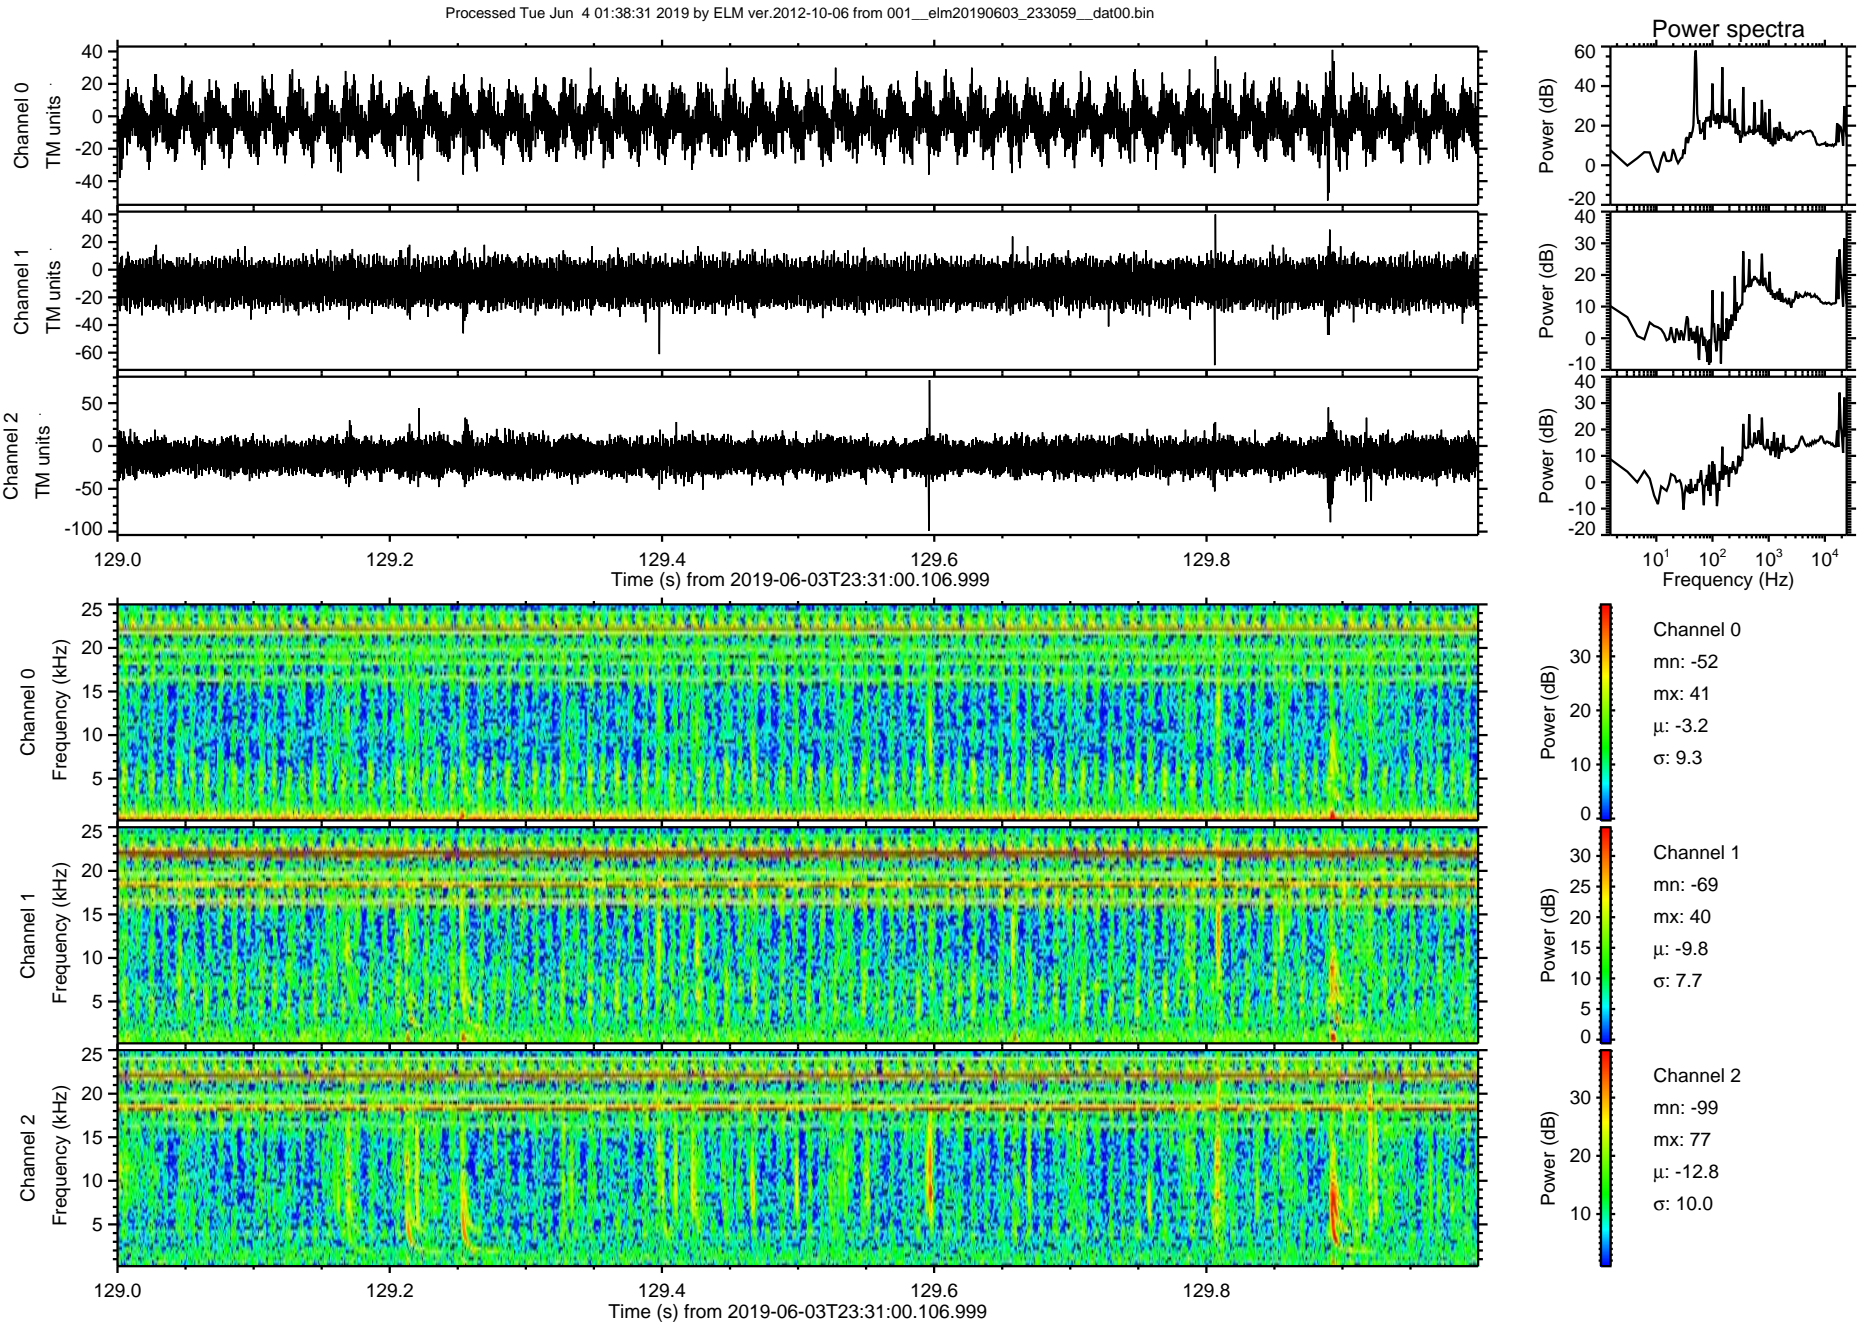 Processed Tue Jun  4 01:38:31 2019 by ELM ver.2012-10-06 from 001__elm20190603_233059__dat00.bin
Power spectra
Channel 0
TM units
40
20
0
-20
-40
Power (dB)
60
40
20
0
-20
Channel 1
TM units
40
20
0
-20
-40
-60
Power (dB)
40
30
20
10
0
-10
Channel 2
TM units
50
0
-50
-100
Power (dB)
40
30
20
10
0
-10
-20
129.0 129.2 129.4 129.6 129.8
Time (s) from 2019-06-03T23:31:00.106.999
10^1 10^2 10^3 10^4
Frequency (Hz)
Channel 0
Frequency (kHz)
25
20
15
10
5
Power (dB)
30
20
10
0
Channel 0
mn: -52
mx: 41
μ: -3.2
σ: 9.3
Channel 1
Frequency (kHz)
25
20
15
10
5
Power (dB)
30
25
20
15
10
5
0
Channel 1
mn: -69
mx: 40
μ: -9.8
σ: 7.7
Channel 2
Frequency (kHz)
25
20
15
10
5
Power (dB)
30
20
10
Channel 2
mn: -99
mx: 77
μ: -12.8
σ: 10.0
129.0 129.2 129.4 129.6 129.8
Time (s) from 2019-06-03T23:31:00.106.999